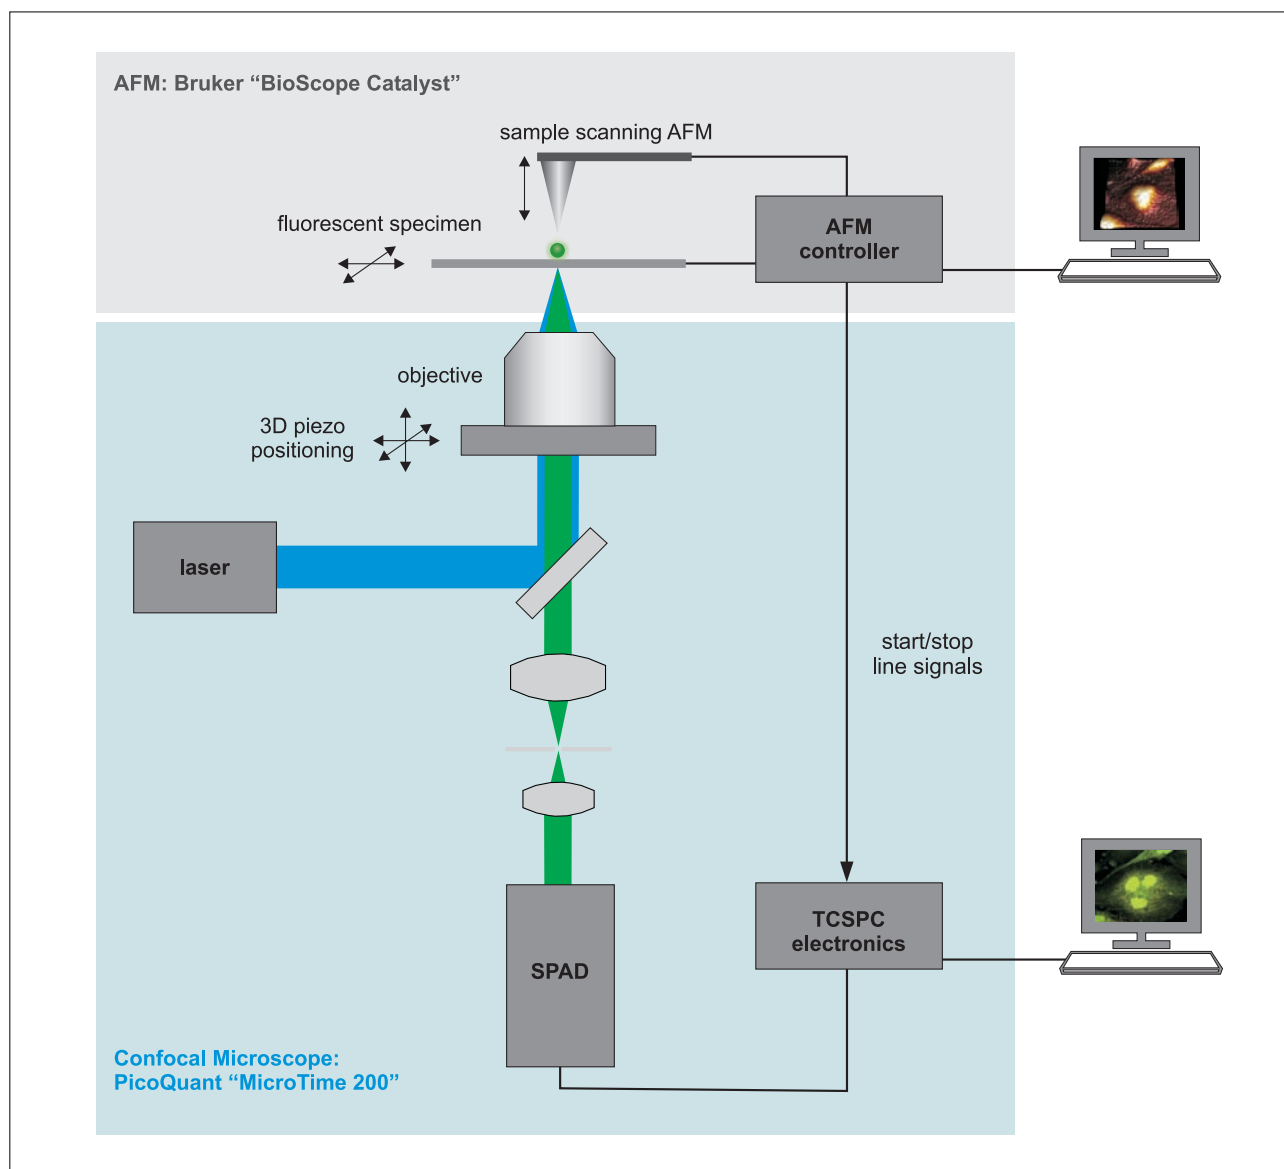 AFM: Bruker “BioScope Catalyst”
sample scanning AFM
fluorescent specimen
AFM
controller
objective
3D piezo
positioning
laser
start/stop
line signals
TCSPC
electronics
SPAD
Confocal Microscope:
PicoQuant “MicroTime 200”